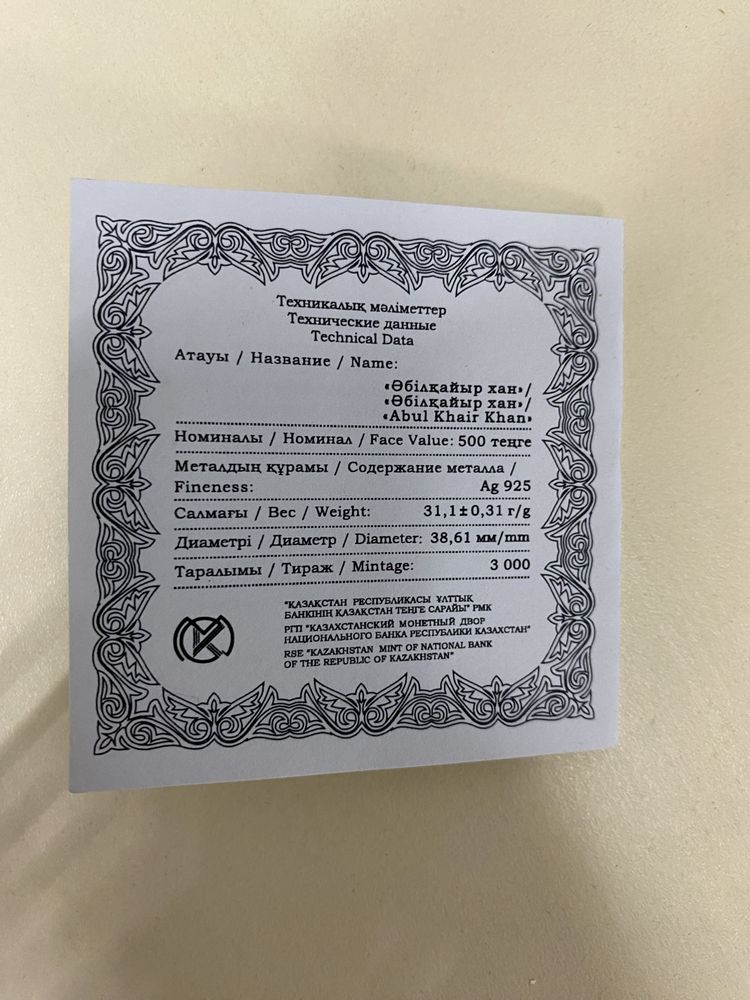 Техникалық мәліметтер
Технические данные
Technical Data
Атауы / Название / Name:
«Әбілқайыр хан»/
«Әбілқайыр хан»/
«Abul Khair Khan»
Номиналы / Номинал / Face Value: 500 теңге
Металдың құрамы / Содержание металла /
Fineness: Ag 925
Салмағы / Вес / Weight: 31,1±0,31 г/g
Диаметрі / Диаметр / Diameter: 38,61 мм/mm
Таралымы / Тираж / Mintage: 3 000
"ҚАЗАҚСТАН РЕСПУБЛИКАСЫ ҰЛТТЫҚ
БАНКІНІҢ ҚАЗАҚСТАН ТЕҢГЕ САРАЙЫ" РМК
РГП "КАЗАХСТАНСКИЙ МОНЕТНЫЙ ДВОР
НАЦИОНАЛЬНОГО БАНКА РЕСПУБЛИКИ КАЗАХСТАН"
RSE "KAZAKHSTAN MINT OF NATIONAL BANK
OF THE REPUBLIC OF KAZAKHSTAN"